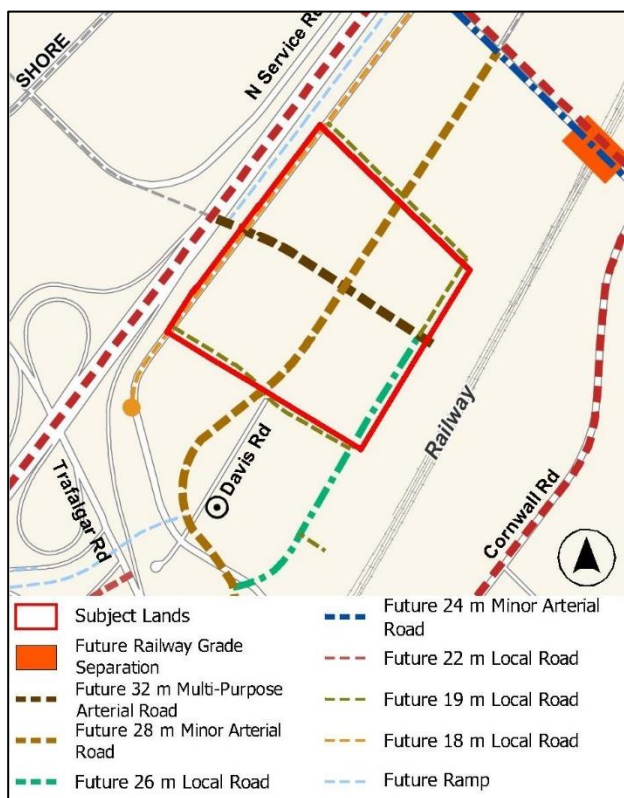 SHORE
N Service Rd
Railway
Trafalgar Rd
Davis Rd
Cornwall Rd
Subject Lands
Future Railway Grade
Separation
Future 32 m Multi-Purpose
Arterial Road
Future 28 m Minor Arterial
Road
Future 26 m Local Road
Future 24 m Minor Arterial
Road
Future 22 m Local Road
Future 19 m Local Road
Future 18 m Local Road
Future Ramp